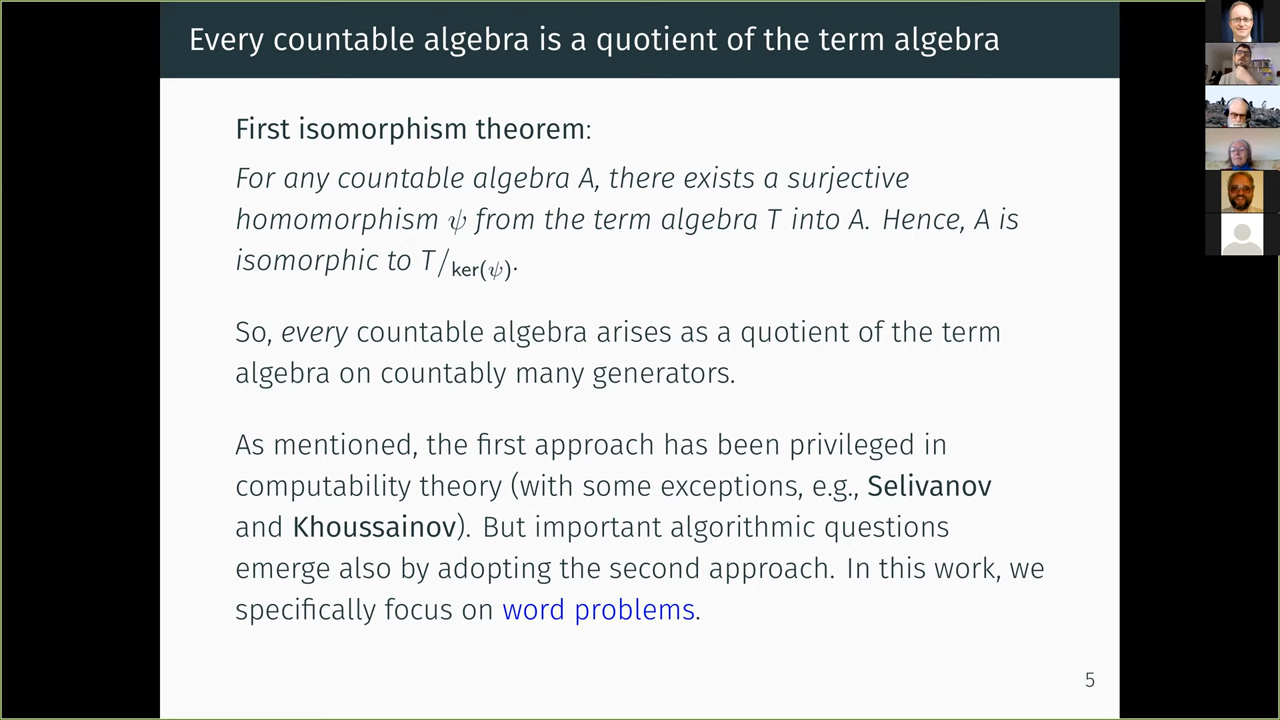 Every countable algebra is a quotient of the term algebra
First isomorphism theorem:
For any countable algebra A, there exists a surjective
homomorphism ψ from the term algebra T into A. Hence, A is
isomorphic to T/ker(ψ).
So, every countable algebra arises as a quotient of the term
algebra on countably many generators.
As mentioned, the first approach has been privileged in
computability theory (with some exceptions, e.g., Selivanov
and Khoussainov). But important algorithmic questions
emerge also by adopting the second approach. In this work, we
specifically focus on word problems.
5